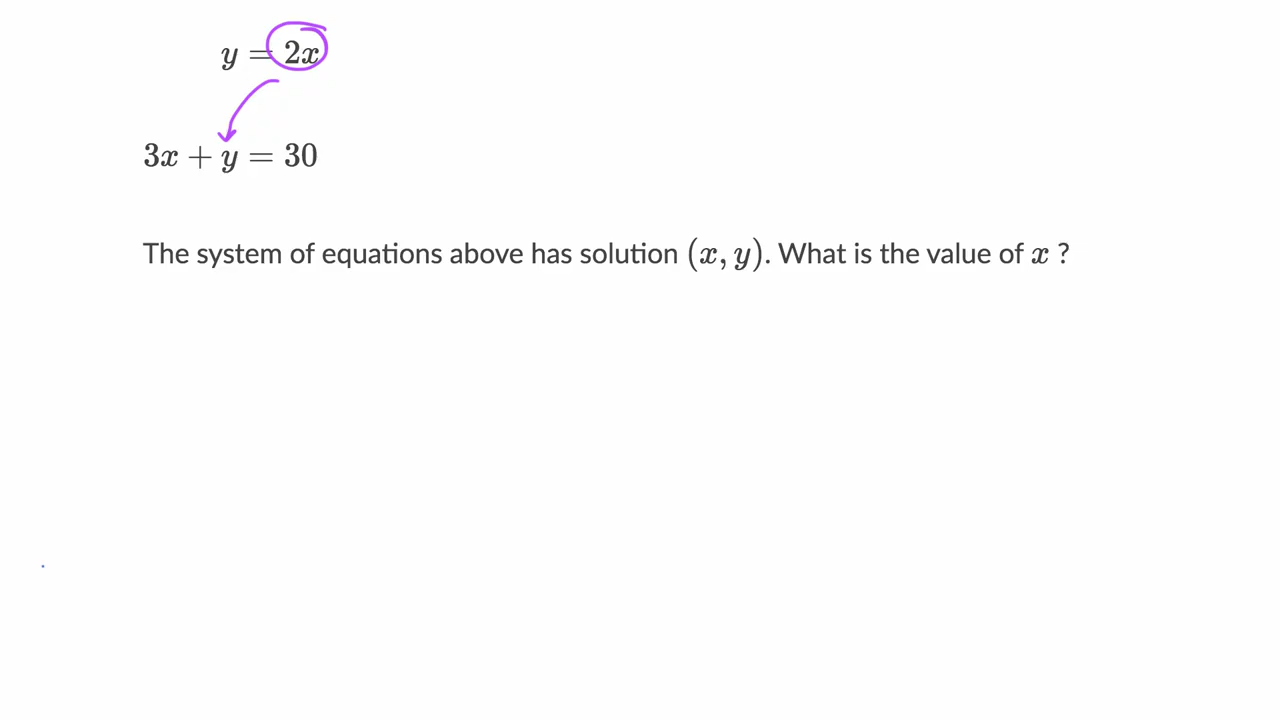 y = 2x
3x + y = 30
The system of equations above has solution (x, y). What is the value of x ?